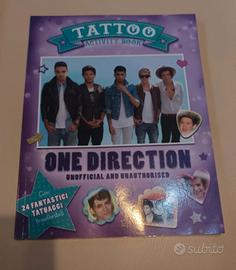 TATTOO
ACTIVITY BOOK
ONE DIRECTION
UNOFFICIAL AND UNAUTHORISED
Con
24 FANTASTICI
TATUAGGI
subito